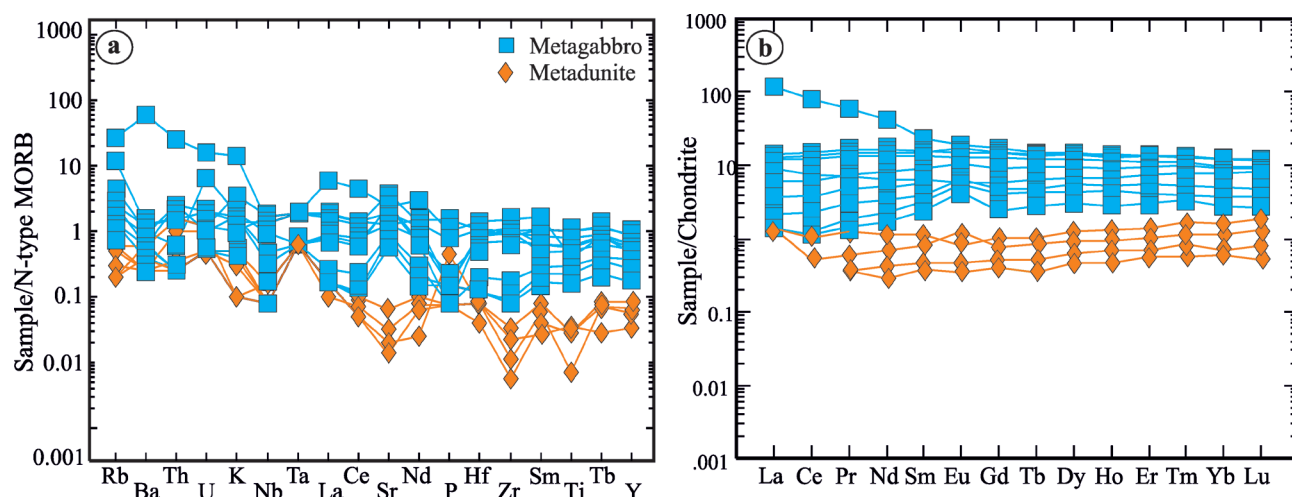 a
Metagabbro
Metadunite
Sample/N-type MORB
1000
100
10
1
0.1
0.01
0.001
Rb Ba Th U K Nb Ta La Ce Sr Nd P Hf Zr Sm Ti Tb Y
b
Sample/Chondrite
1000
100
10
0.1
0.01
.001
La Ce Pr Nd Sm Eu Gd Tb Dy Ho Er Tm Yb Lu